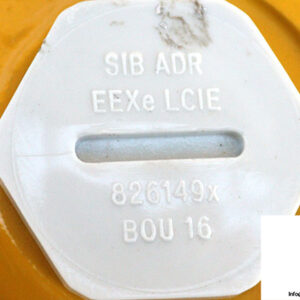 SIB ADR
EEXe LCIE
826149x
BOU 16